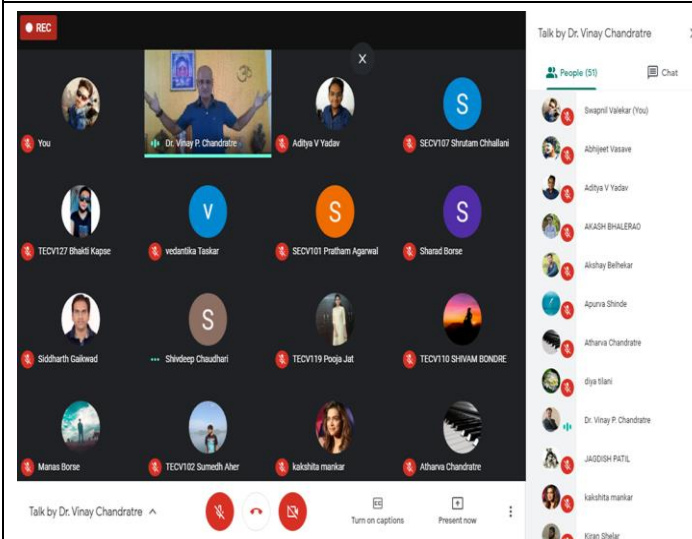 REC
You
Dr. Vinay P. Chandratre
Aditya V Yadav
S
SECV107 Shrutam Chhallani
TECV127 Bhakti Kapse
V
vedantika Taskar
S
SECV101 Pratham Agarwal
S
Sharad Borse
Siddharth Gaikwad
S
Shivdeep Chaudhari
TECV119 Pooja Jat
TECV110 SHIVAM BONDRE
Manas Borse
TECV102 Sumedh Aher
kakshita mankar
Atharva Chandratre
Talk by Dr. Vinay Chandratre
CC
Turn on captions
Present now
Talk by Dr. Vinay Chandratre
People (51)
Chat
Swapnil Valekar (You)
Abhijeet Vasave
Aditya V Yadav
AKASH BHALERAO
Akshay Belhekar
Apurva Shinde
Atharva Chandratre
diya tilani
Dr. Vinay P. Chandratre
JAGDISH PATIL
kakshita mankar
Kiran Shelar